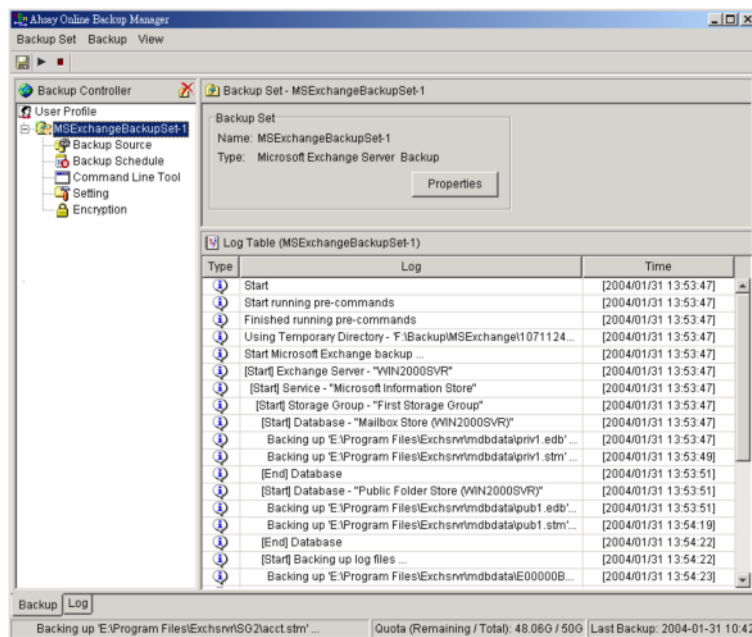 Ahsay Online Backup Manager
Backup Set Backup View
Backup Controller
User Profile
MSExchangeBackupSet-1
Backup Source
Backup Schedule
Command Line Tool
Setting
Encryption
Backup Set - MSExchangeBackupSet-1
Backup Set
Name: MSExchangeBackupSet-1
Type: Microsoft Exchange Server Backup
Properties
Log Table (MSExchangeBackupSet-1)
Type Log Time
Start [2004/01/31 13:53:47]
Start running pre-commands [2004/01/31 13:53:47]
Finished running pre-commands [2004/01/31 13:53:47]
Using Temporary Directory - 'F:\Backup\MSExchange\1071124... [2004/01/31 13:53:47]
Start Microsoft Exchange backup ... [2004/01/31 13:53:47]
[Start] Exchange Server - "WIN2000SVR" [2004/01/31 13:53:47]
[Start] Service - "Microsoft Information Store" [2004/01/31 13:53:47]
[Start] Storage Group - "First Storage Group" [2004/01/31 13:53:47]
[Start] Database - "Mailbox Store (WIN2000SVR)" [2004/01/31 13:53:47]
Backing up 'E:\Program Files\Exchsrvr\mdbdata\priv1.edb' ... [2004/01/31 13:53:47]
Backing up 'E:\Program Files\Exchsrvr\mdbdata\priv1.stm' ... [2004/01/31 13:53:49]
[End] Database [2004/01/31 13:53:51]
[Start] Database - "Public Folder Store (WIN2000SVR)" [2004/01/31 13:53:51]
Backing up 'E:\Program Files\Exchsrvr\mdbdata\pub1.edb'... [2004/01/31 13:53:51]
Backing up 'E:\Program Files\Exchsrvr\mdbdata\pub1.stm'... [2004/01/31 13:54:19]
[End] Database [2004/01/31 13:54:22]
[Start] Backing up log files ... [2004/01/31 13:54:22]
Backing up 'E:\Program Files\Exchsrvr\mdbdata\E00000B... [2004/01/31 13:54:23]
Backup Log
Backing up 'E:\Program Files\Exchsrvr\SG2\acct.stm' ... Quota (Remaining / Total): 48.06G / 50G Last Backup: 2004-01-31 10:42